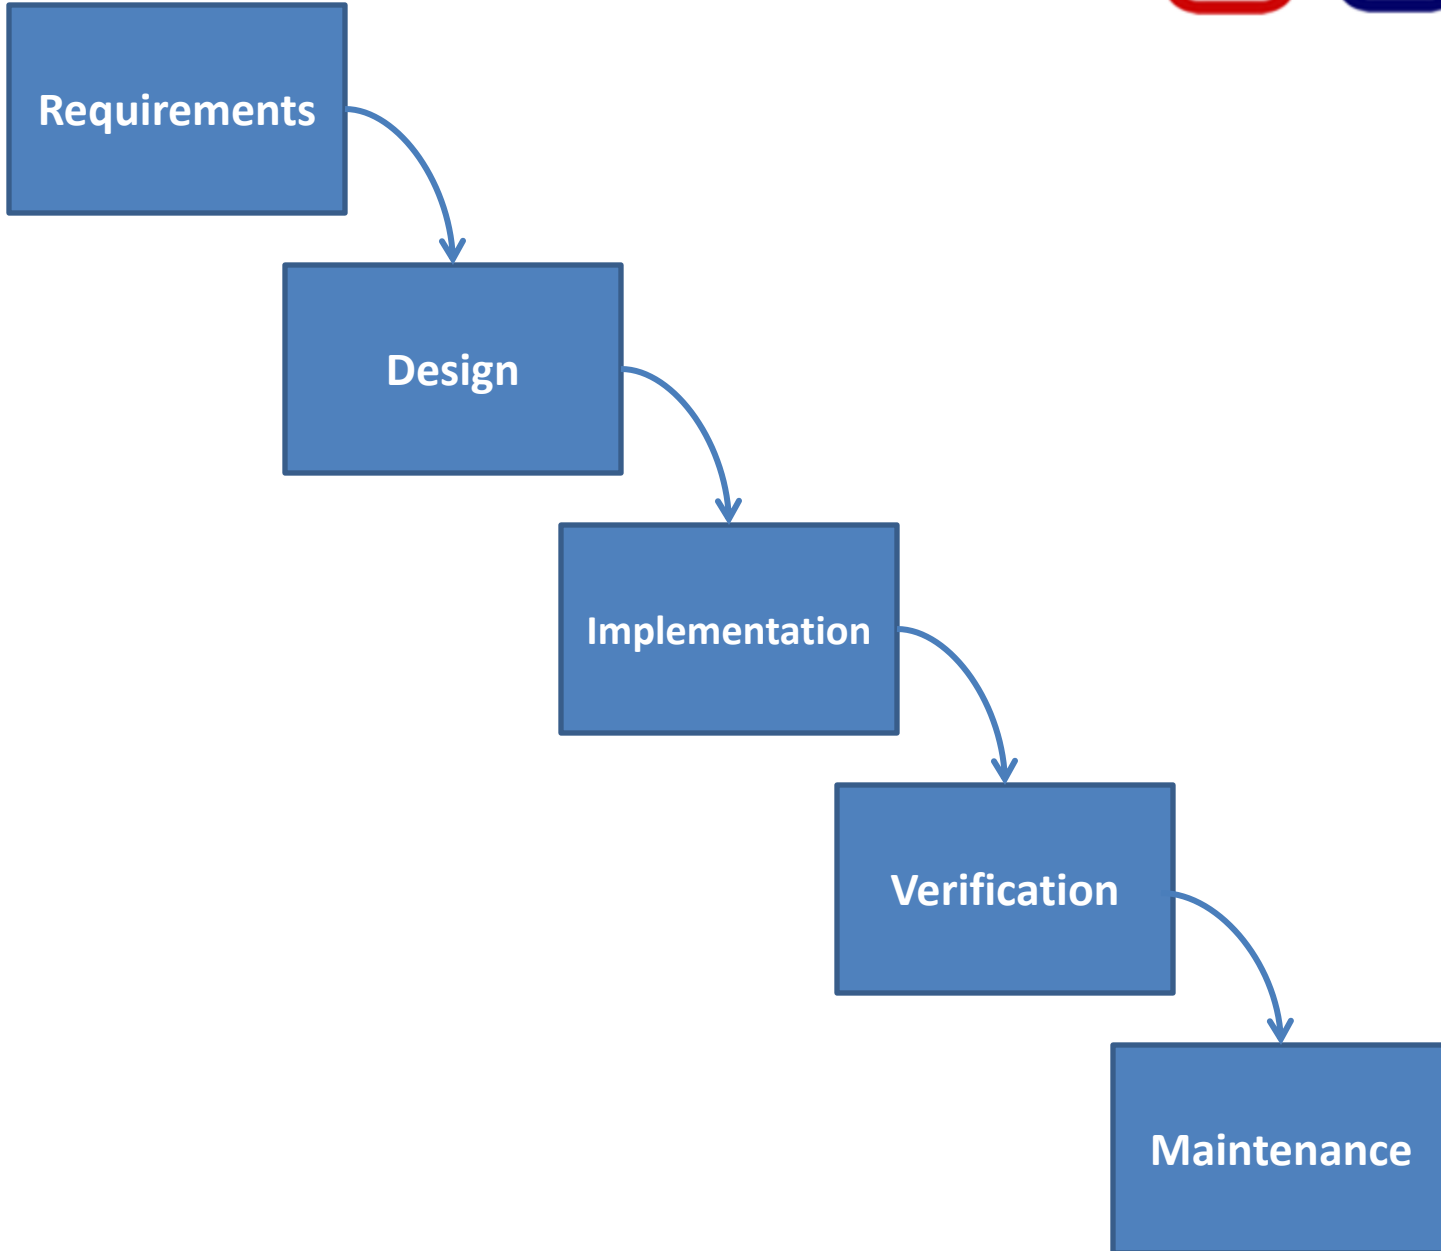 Requirements
Design
Implementation
Verification
Maintenance